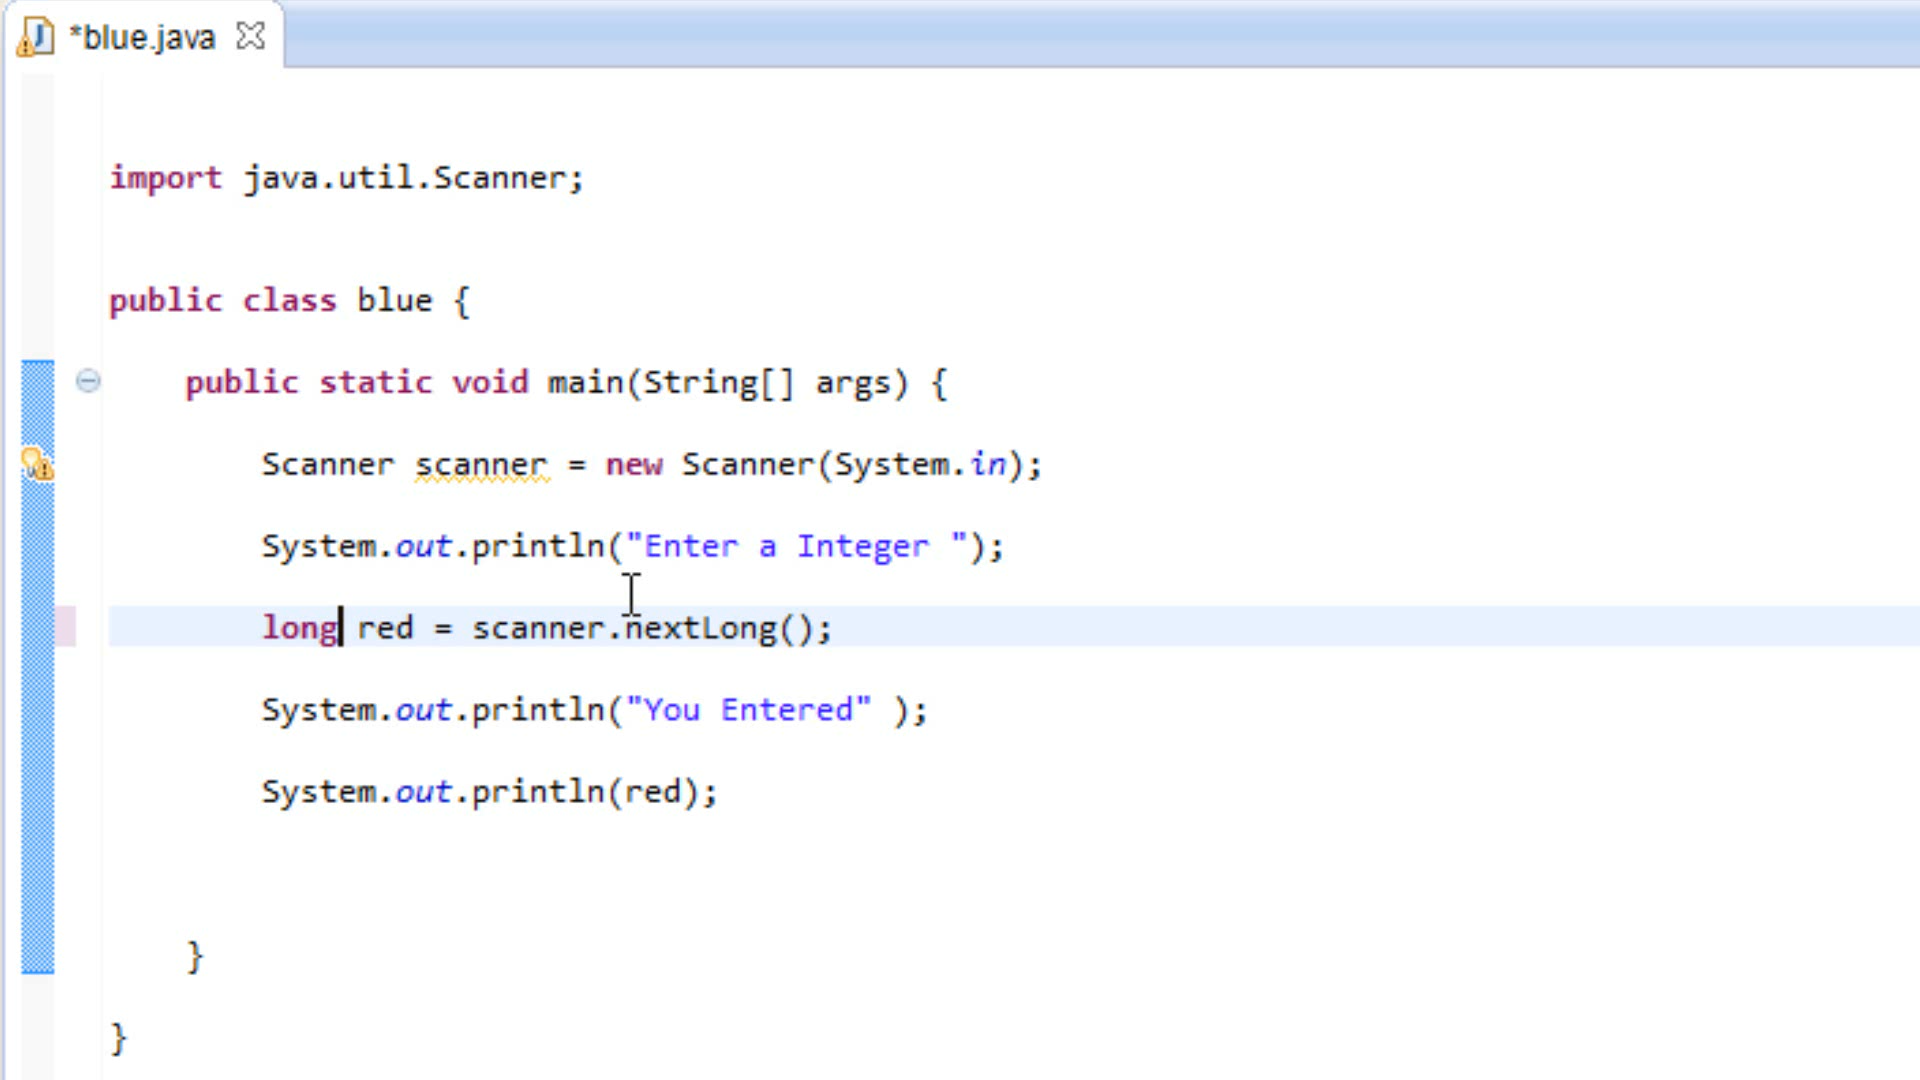 *blue.java
import java.util.Scanner;
public class blue {
public static void main(String[] args) {
Scanner scanner = new Scanner(System.in);
System.out.println("Enter a Integer ");
long red = scanner.nextLong();
System.out.println("You Entered" );
System.out.println(red);
}
}